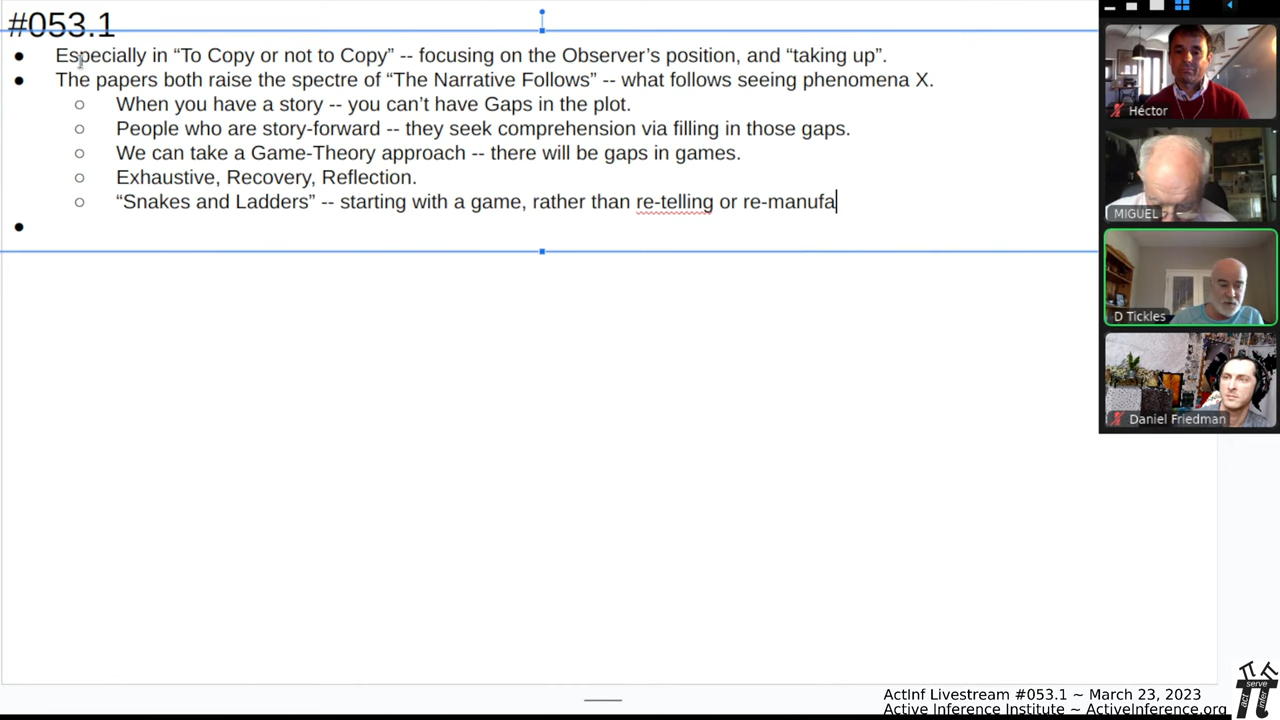 #053.1
● Especially in “To Copy or not to Copy” -- focusing on the Observer’s position, and “taking up”.
● The papers both raise the spectre of “The Narrative Follows” -- what follows seeing phenomena X.
○ When you have a story -- you can’t have Gaps in the plot.
○ People who are story-forward -- they seek comprehension via filling in those gaps.
○ We can take a Game-Theory approach -- there will be gaps in games.
○ Exhaustive, Recovery, Reflection.
○ “Snakes and Ladders” -- starting with a game, rather than re-telling or re-manufa
●
Héctor
MIGUEL
D Tickles
Daniel Friedman
ActInf Livestream #053.1 ~ March 23, 2023
Active Inference Institute ~ ActiveInference.org
serve
act
infer